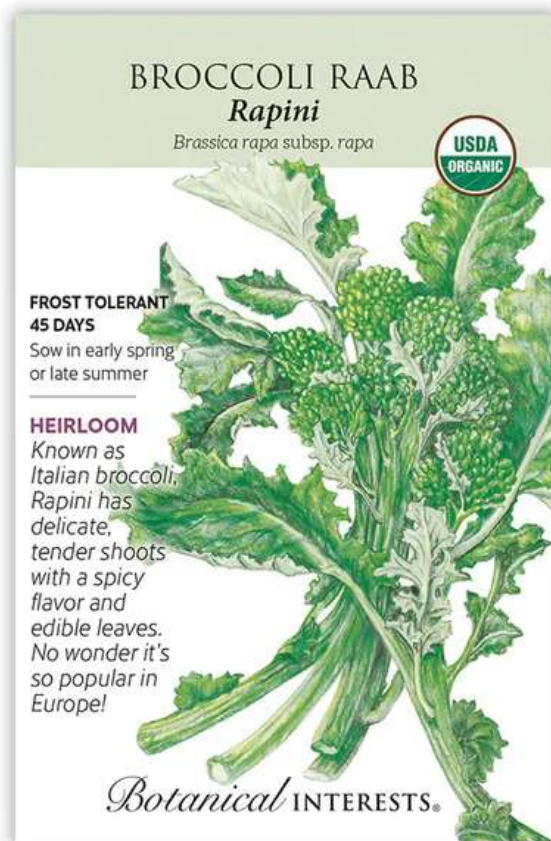 BROCCOLI RAAB
Rapini
Brassica rapa subsp. rapa
USDA
ORGANIC
FROST TOLERANT
45 DAYS
Sow in early spring
or late summer
HEIRLOOM
Known as
Italian broccoli,
Rapini has
delicate,
tender shoots
with a spicy
flavor and
edible leaves.
No wonder it's
so popular in
Europe!
Botanical INTERESTS®